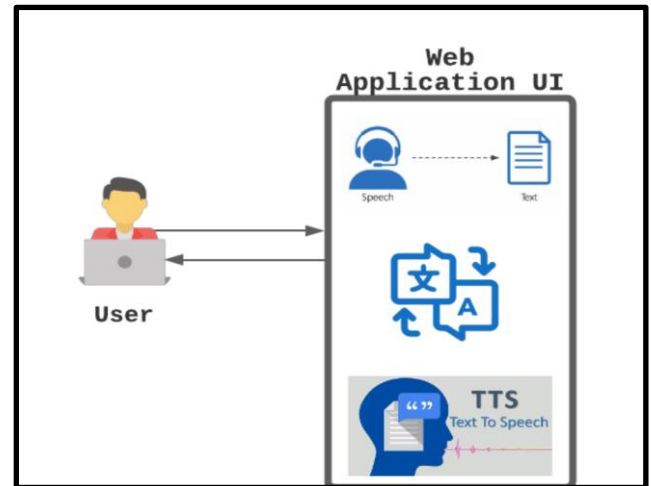 Web
Application UI
Speech
Text
文
A
User
“ ”
TTS
Text To Speech